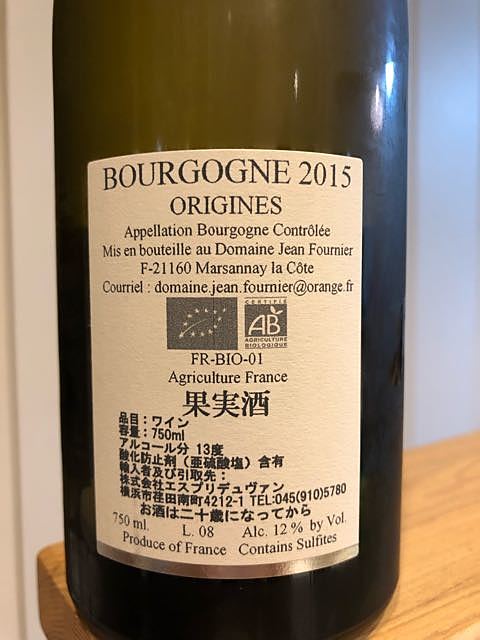 BOURGOGNE 2015
ORIGINES
Appellation Bourgogne Contrôlée
Mis en bouteille au Domaine Jean Fournier
F-21160 Marsannay la Côte
Courriel : domaine.jean.fournier@orange.fr
CERTIFIÉ
AB
AGRICULTURE
BIOLOGIQUE
FR-BIO-01
Agriculture France
果実酒
品目：ワイン
容量：750ml
アルコール分 13度
酸化防止剤（亜硫酸塩）含有
輸入者及び引取先：
株式会社エスプリデュヴァン
横浜市荏田南町4212-1 TEL:045(910)5780
お酒は二十歳になってから
750 ml. L. 08 Alc. 12 % by Vol.
Produce of France Contains Sulfites